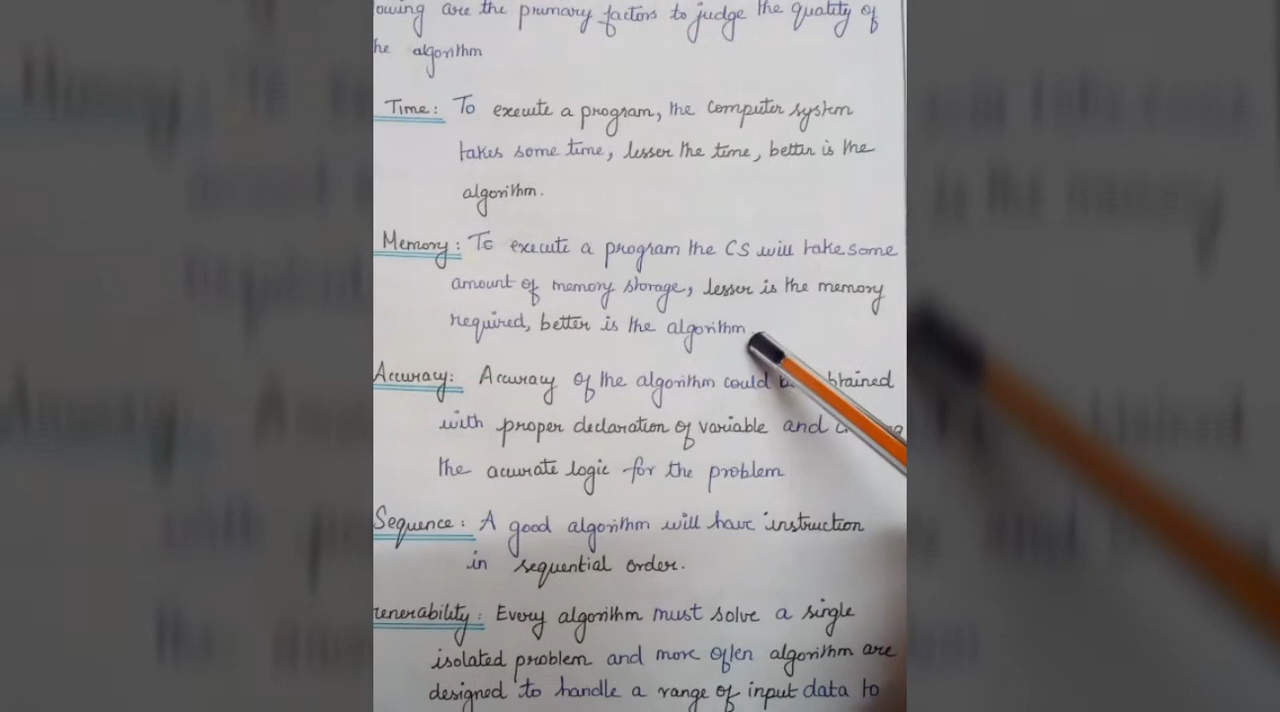 owing are the primary factors to judge the quality of
he algorithm
Time: To execute a program, the computer system
takes some time, lesser the time, better is the
algorithm.
Memory: To execute a program the CS will take some
amount of memory storage, lesser is the memory
required, better is the algorithm
Accuracy: Accuracy of the algorithm could tained
with proper declaration of variable and
the accurate logic for the problem
Sequence: A good algorithm will have instruction
in sequential order.
enerability: Every algorithm must solve a single
isolated problem and more often algorithm are
designed to handle a range of input data to